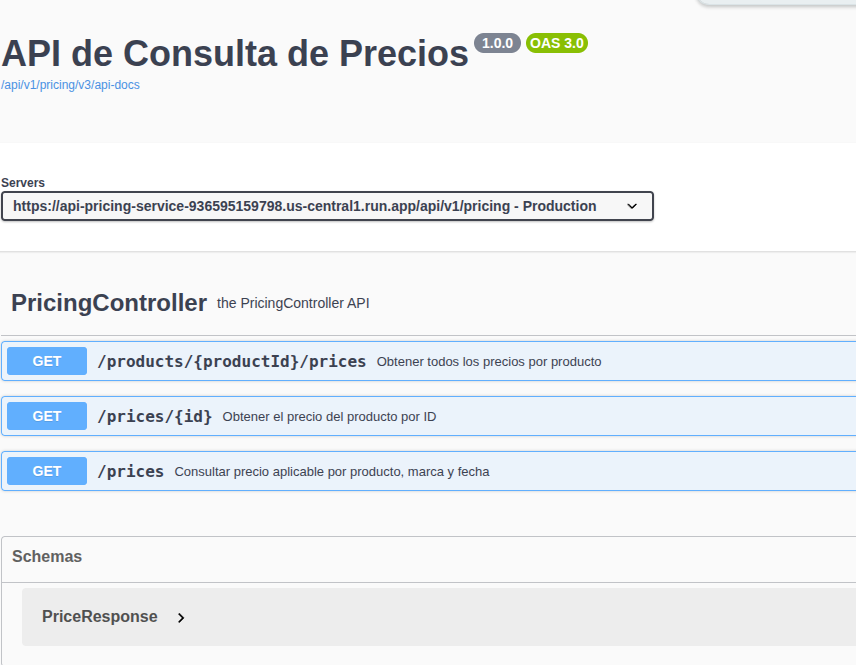 API de Consulta de Precios 1.0.0 OAS 3.0
/api/v1/pricing/v3/api-docs
Servers
https://api-pricing-service-936595159798.us-central1.run.app/api/v1/pricing - Production
PricingController the PricingController API
GET /products/{productId}/prices Obtener todos los precios por producto
GET /prices/{id} Obtener el precio del producto por ID
GET /prices Consultar precio aplicable por producto, marca y fecha
Schemas
PriceResponse